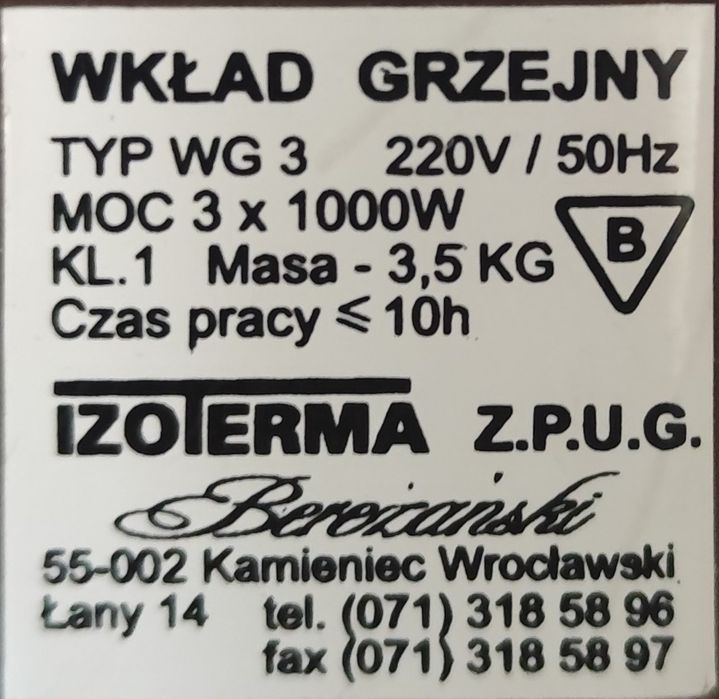 WKŁAD GRZEJNY
TYP WG 3 220V / 50Hz
MOC 3 x 1000W
B
KL.1 Masa - 3,5 KG
Czas pracy ≤ 10h
IZOTERMA Z.P.U.G.
Bereżański
55-002 Kamieniec Wrocławski
Łany 14 tel. (071) 318 58 96
fax (071) 318 58 97